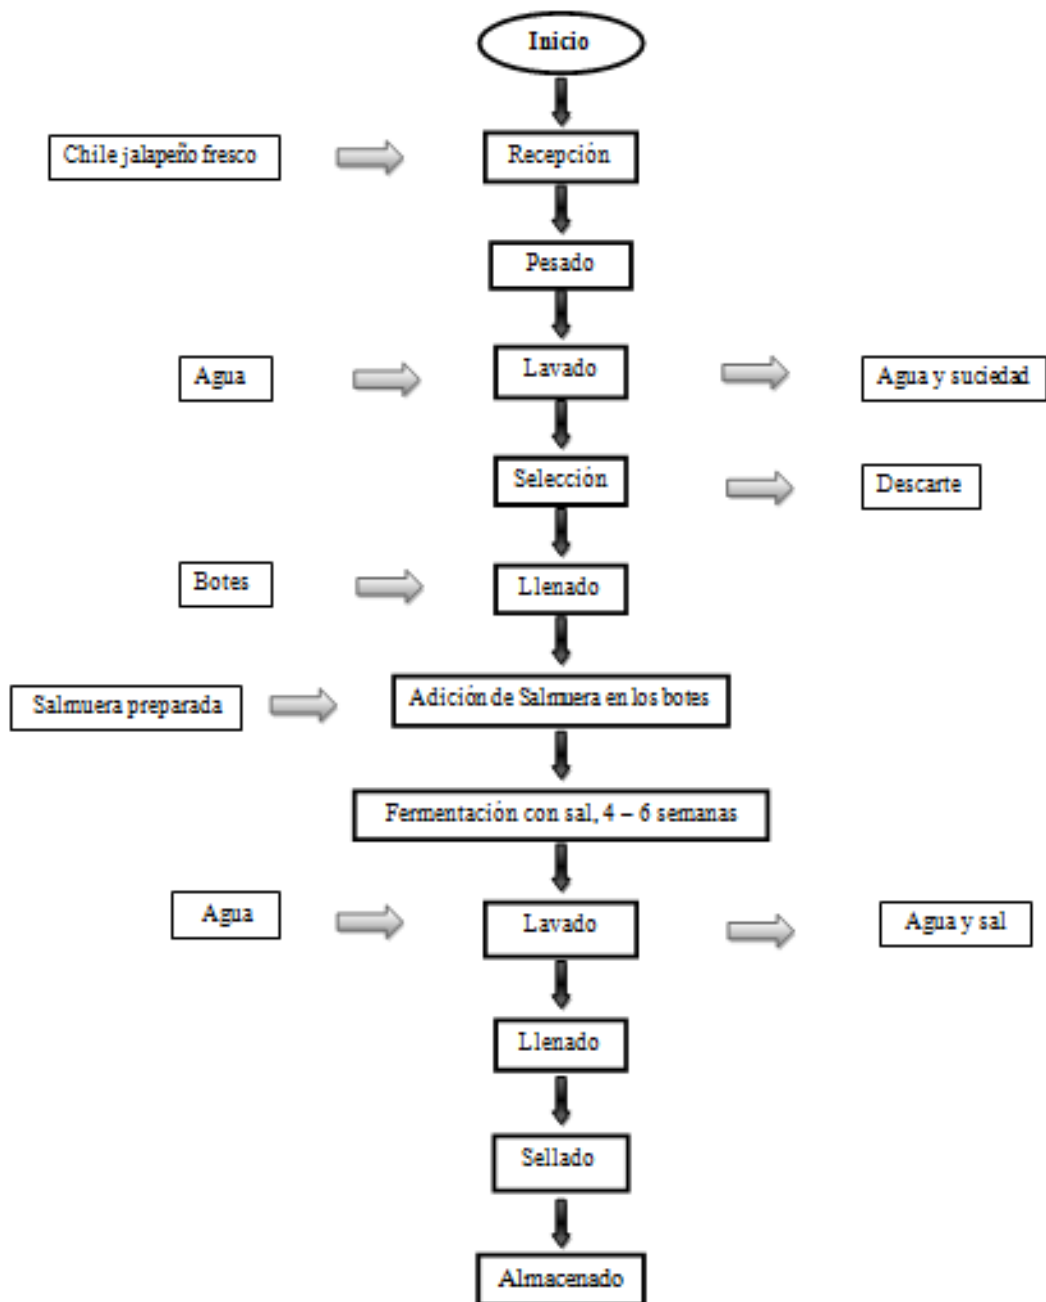 Inicio
Chile jalapeño fresco
Recepción
Pesado
Agua
Lavado
Agua y suciedad
Selección
Descarte
Botes
Llenado
Salmuera preparada
Adición de Salmuera en los botes
Fermentación con sal, 4 – 6 semanas
Agua
Lavado
Agua y sal
Llenado
Sellado
Almacenado